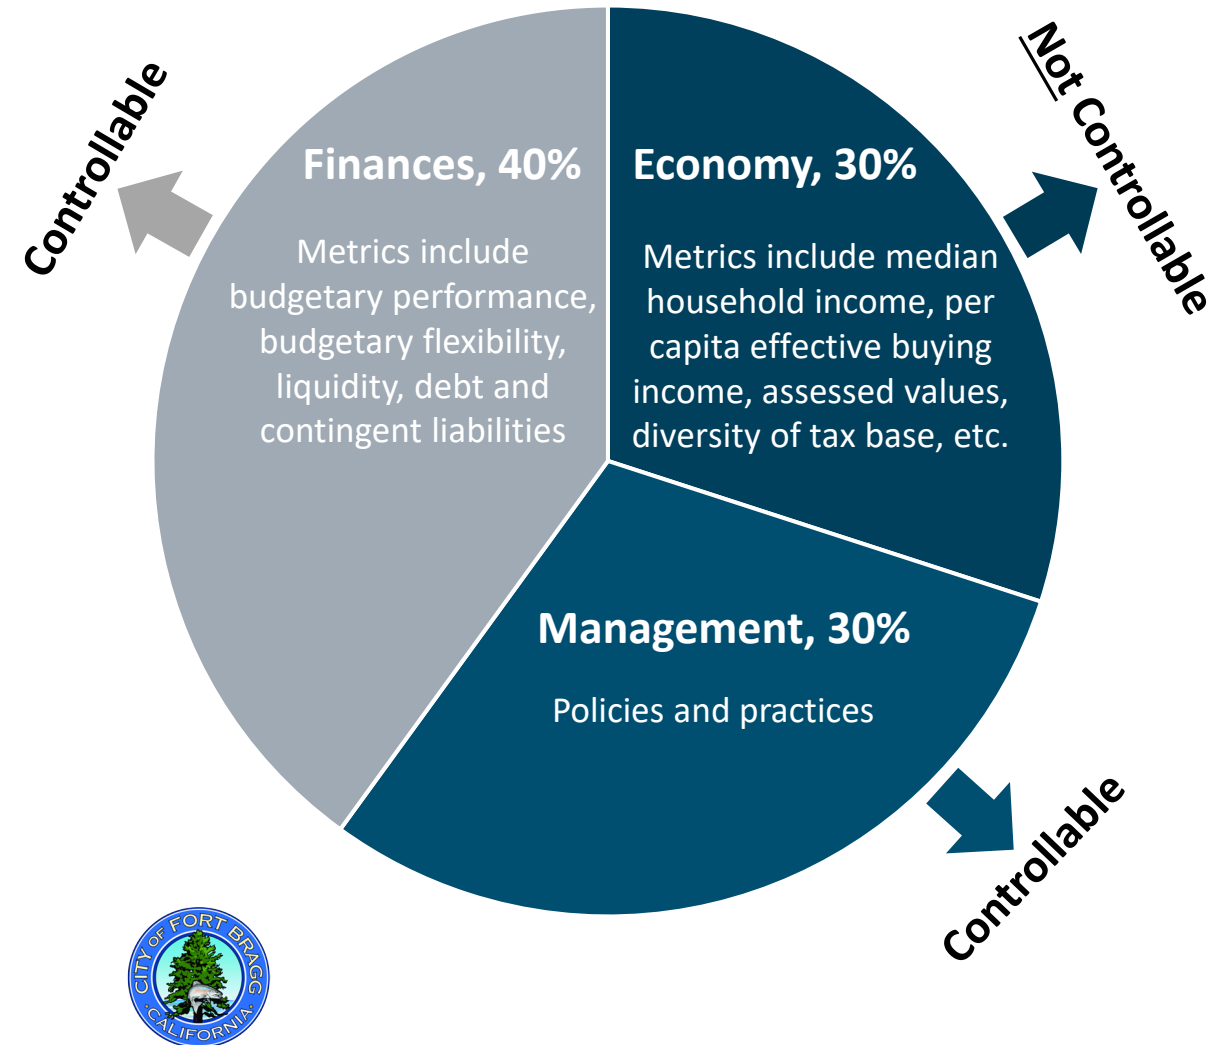 Controllable
Not Controllable
Finances, 40%
Metrics include
budgetary performance,
budgetary flexibility,
liquidity, debt and
contingent liabilities
Economy, 30%
Metrics include median
household income, per
capita effective buying
income, assessed values,
diversity of tax base, etc.
Management, 30%
Policies and practices
Controllable
CITY OF FORT BRAGG
CALIFORNIA